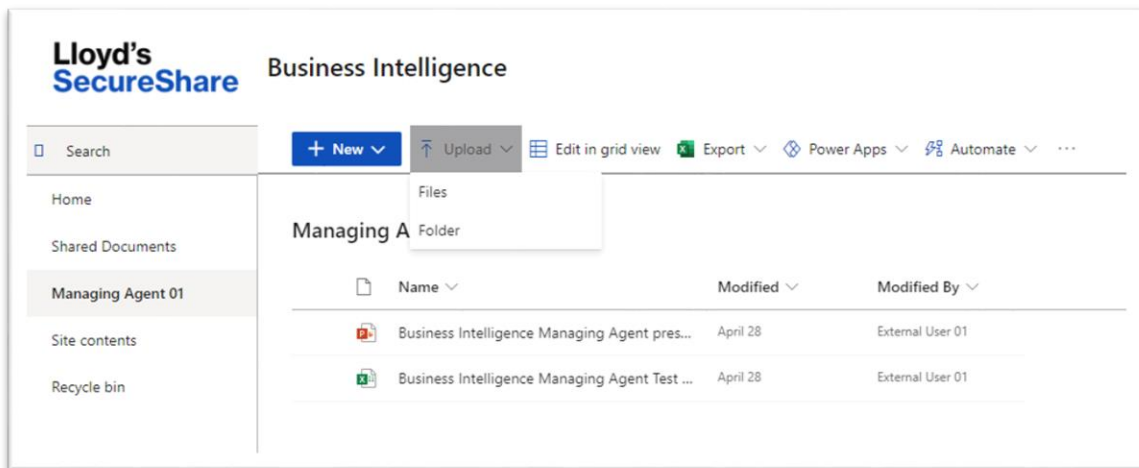 Lloyd's
SecureShare
Business Intelligence
Search
+ New
Upload
Edit in grid view
Export
Power Apps
Automate
...
Files
Folder
Home
Shared Documents
Managing Agent 01
Site contents
Recycle bin
Managing A
Name
Modified
Modified By
Business Intelligence Managing Agent pres...
April 28
External User 01
Business Intelligence Managing Agent Test ...
April 28
External User 01